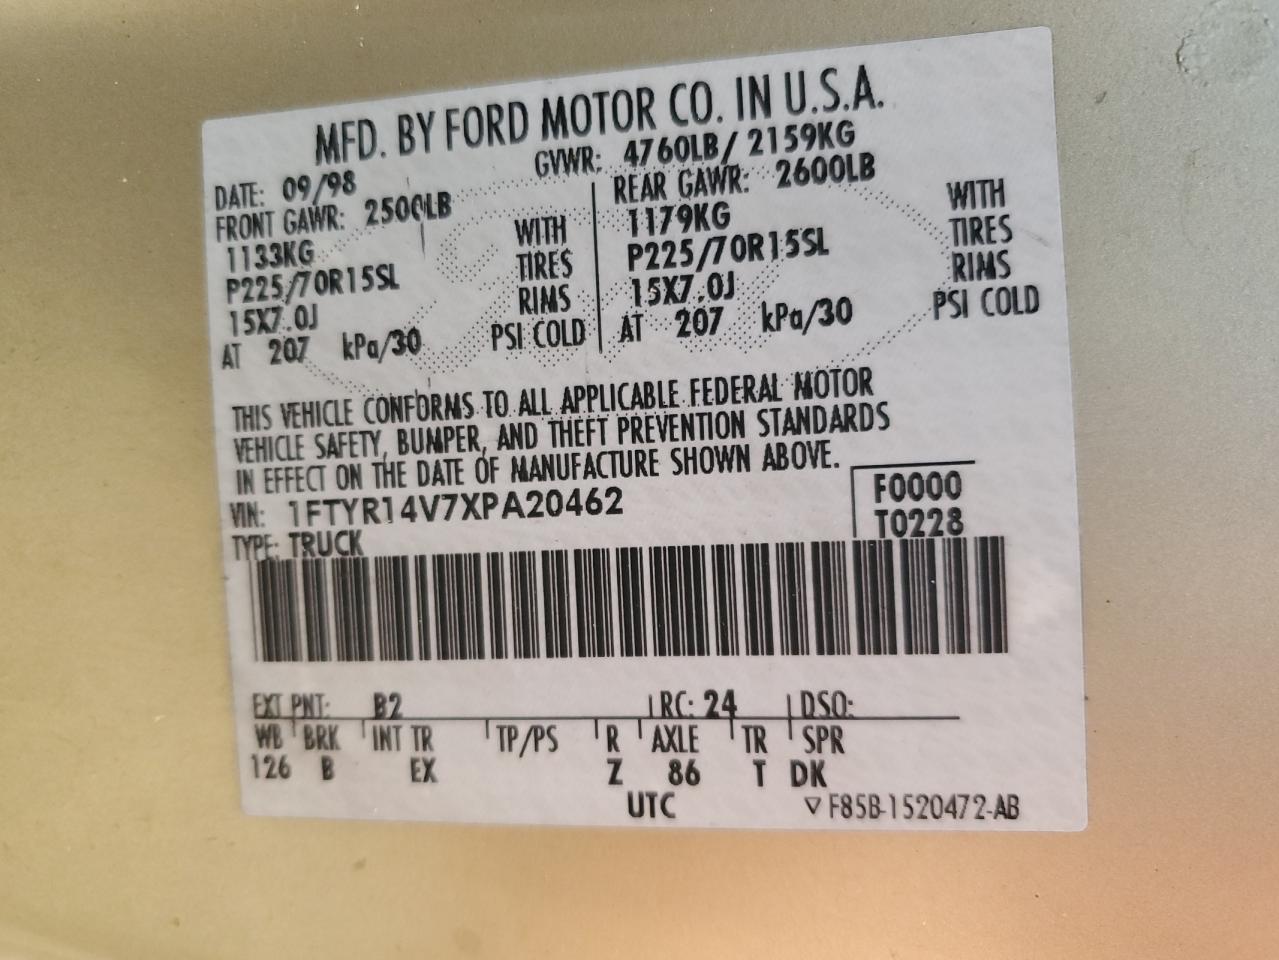 MFD. BY FORD MOTOR CO. IN U.S.A.
DATE: 09/98 GVWR: 4760LB/ 2159KG
FRONT GAWR: 2500LB REAR GAWR: 2600LB
1133KG WITH 1179KG WITH
P225/70R15SL TIRES P225/70R15SL TIRES
15X7.0J RIMS 15X7.0J RIMS
AT 207 kPa/30 PSI COLD AT 207 kPa/30 PSI COLD
THIS VEHICLE CONFORMS TO ALL APPLICABLE FEDERAL MOTOR
VEHICLE SAFETY, BUMPER, AND THEFT PREVENTION STANDARDS
IN EFFECT ON THE DATE OF MANUFACTURE SHOWN ABOVE.
VIN: 1FTYR14V7XPA20462 F0000
TYPE: TRUCK T0228
EXT PNT: B2 RC: 24 DSO:
WB BRK INT TR TP/PS R AXLE TR SPR
126 B EX Z 86 T DK
UTC ▽ F85B-1520472-AB